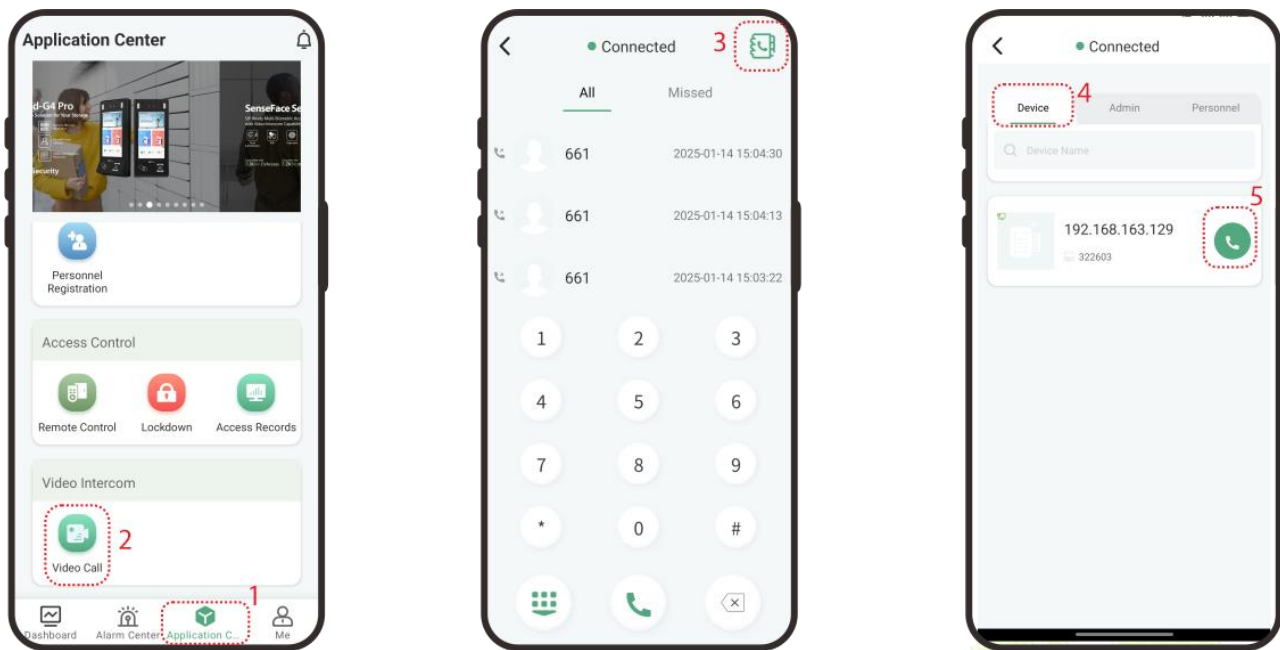 Application Center
d-G4 Pro
SenseFace Se
ecurity
Personnel
Registration
Access Control
Remote Control
Lockdown
Access Records
Video Intercom
Video Call
2
1
Dashboard
Alarm Center
Application C...
Me
Connected
3
All
Missed
661
2025-01-14 15:04:30
661
2025-01-14 15:04:13
661
2025-01-14 15:03:22
1
2
3
4
5
6
7
8
9
*
0
#
Connected
4
Device
Admin
Personnel
Device Name
5
192.168.163.129
322603